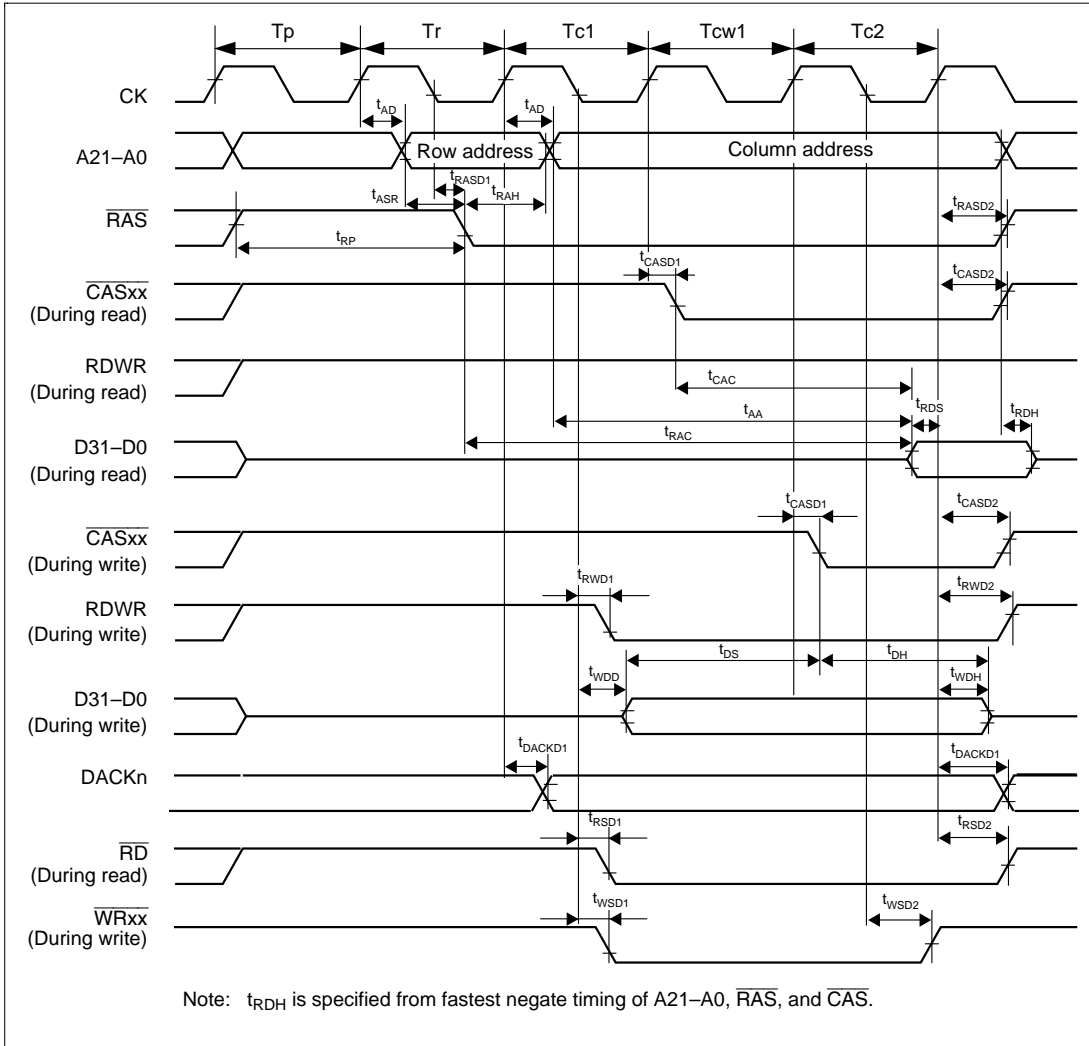 Tp Tr Tc1 Tcw1 Tc2
CK
tAD tAD
A21–A0 Row address Column address
tRASD1
tASR tRAH
RAS tRASD2
tRP
tCASD1
CASxx tCASD2
(During read)
RDWR
(During read) tCAC
tRDS
tAA tRDH
D31–D0 tRAC
(During read)
tCASD1 tCASD2
CASxx
(During write)
tRWD1 tRWD2
RDWR
(During write)
tDS tDH
D31–D0 tWDD tWDH
(During write)
tDACKD1 tDACKD1
DACKn
tRSD1 tRSD2
RD
(During read)
tWSD1 tWSD2
WRxx
(During write)
Note: tRDH is specified from fastest negate timing of A21–A0, RAS, and CAS.